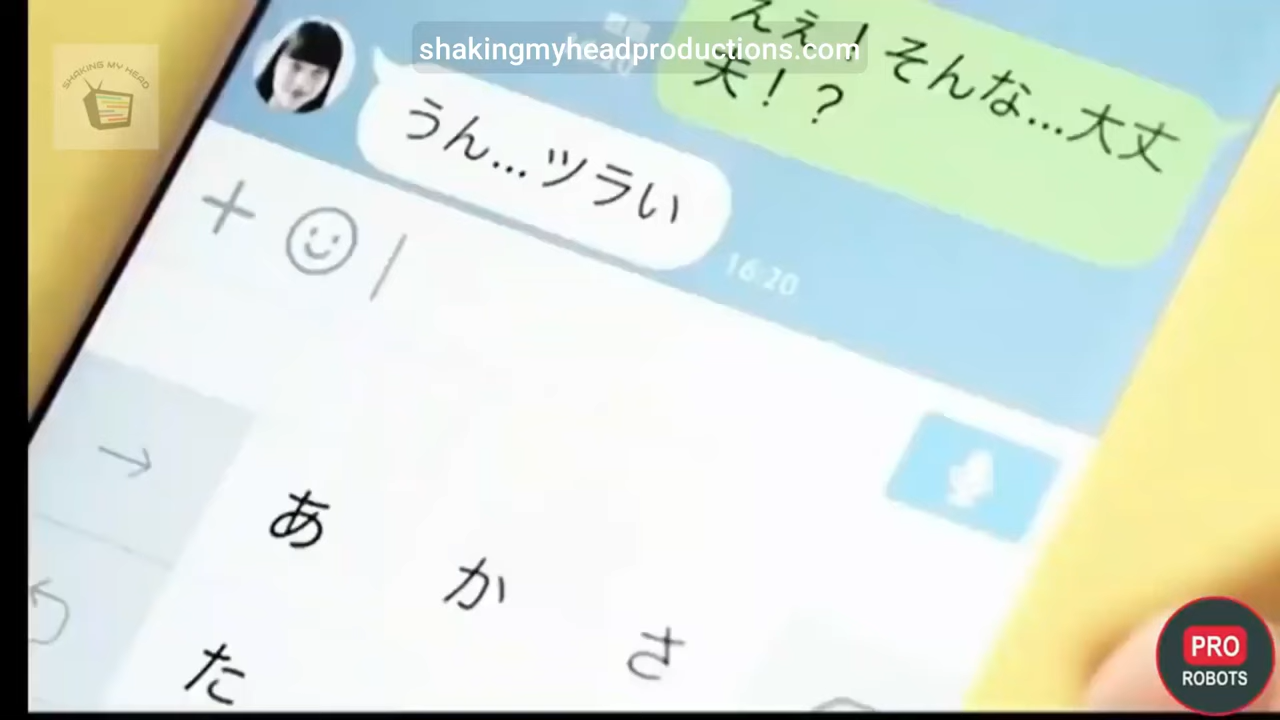 shakingmyheadproductions.com
SHAKING MY HEAD
ええ！そんな...大丈
夫！？
うん...ツラい
16:20
あ
か
さ
た
PRO
ROBOTS